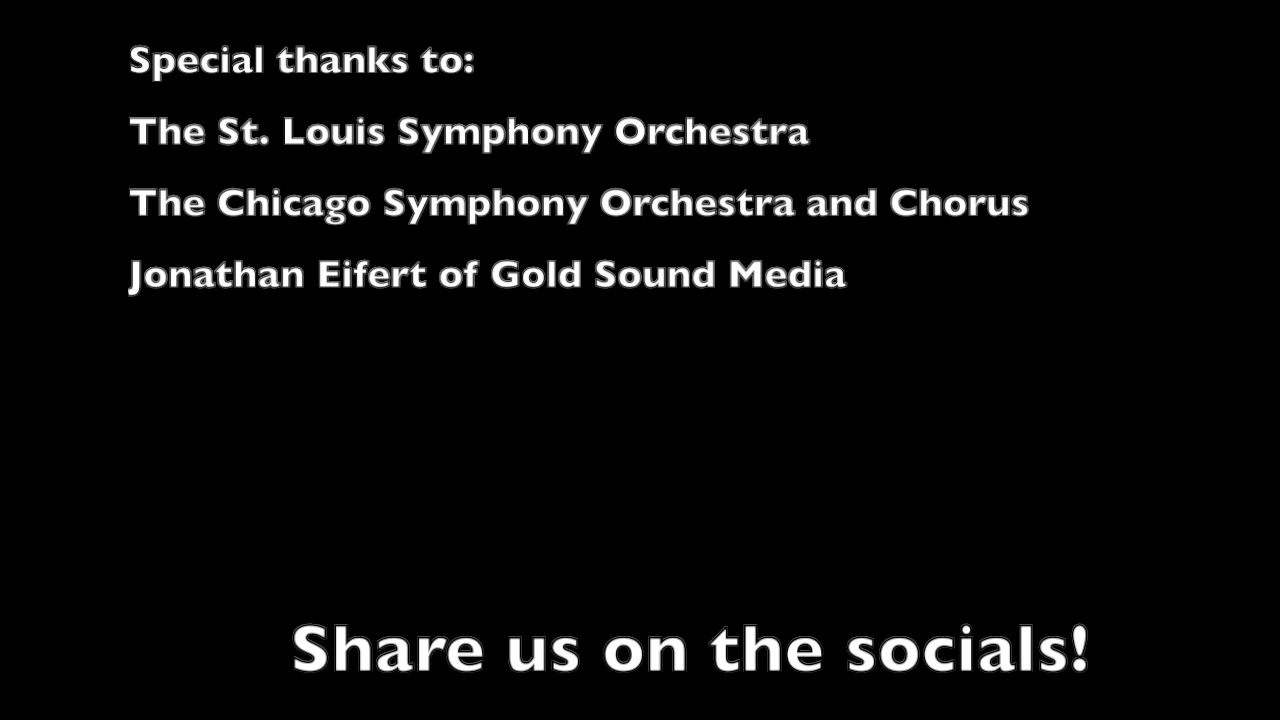 Special thanks to:
The St. Louis Symphony Orchestra
The Chicago Symphony Orchestra and Chorus
Jonathan Eifert of Gold Sound Media
Share us on the socials!